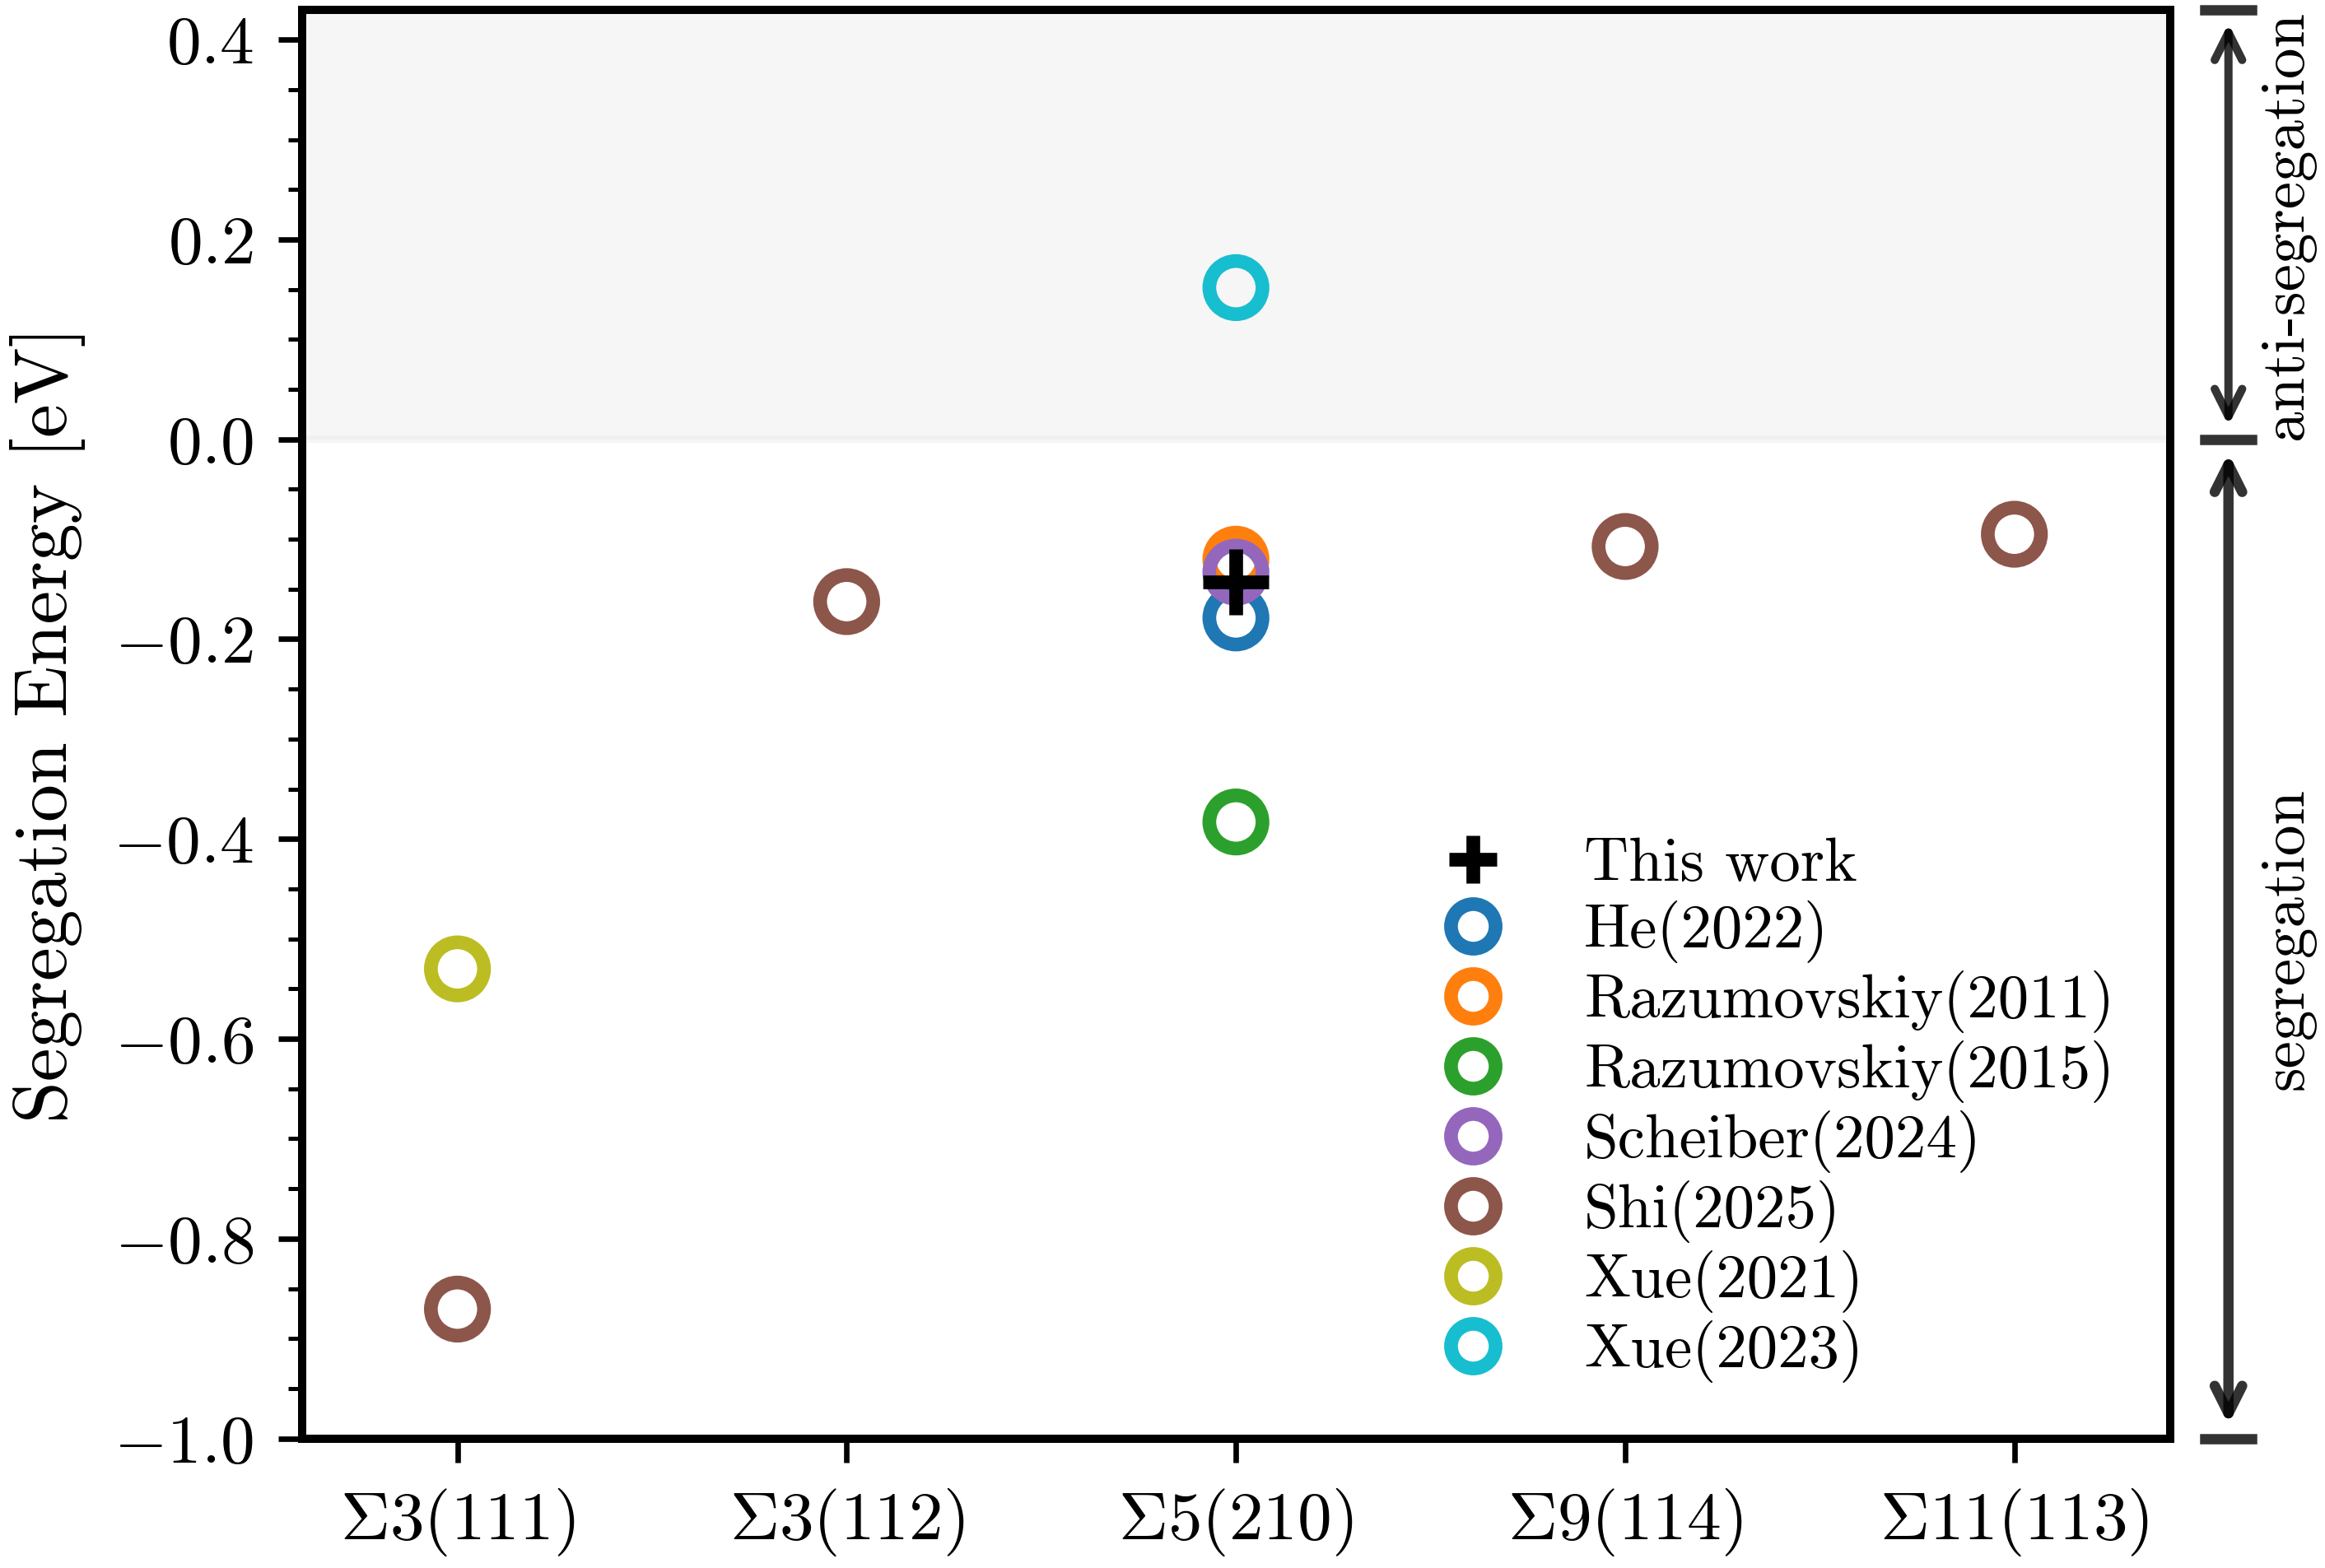 Segregation Energy [eV]
0.4
0.2
0.0
−0.2
−0.4
−0.6
−0.8
−1.0
Σ3(111)
Σ3(112)
Σ5(210)
Σ9(114)
Σ11(113)
This work
He(2022)
Razumovskiy(2011)
Razumovskiy(2015)
Scheiber(2024)
Shi(2025)
Xue(2021)
Xue(2023)
anti-segregation
segregation